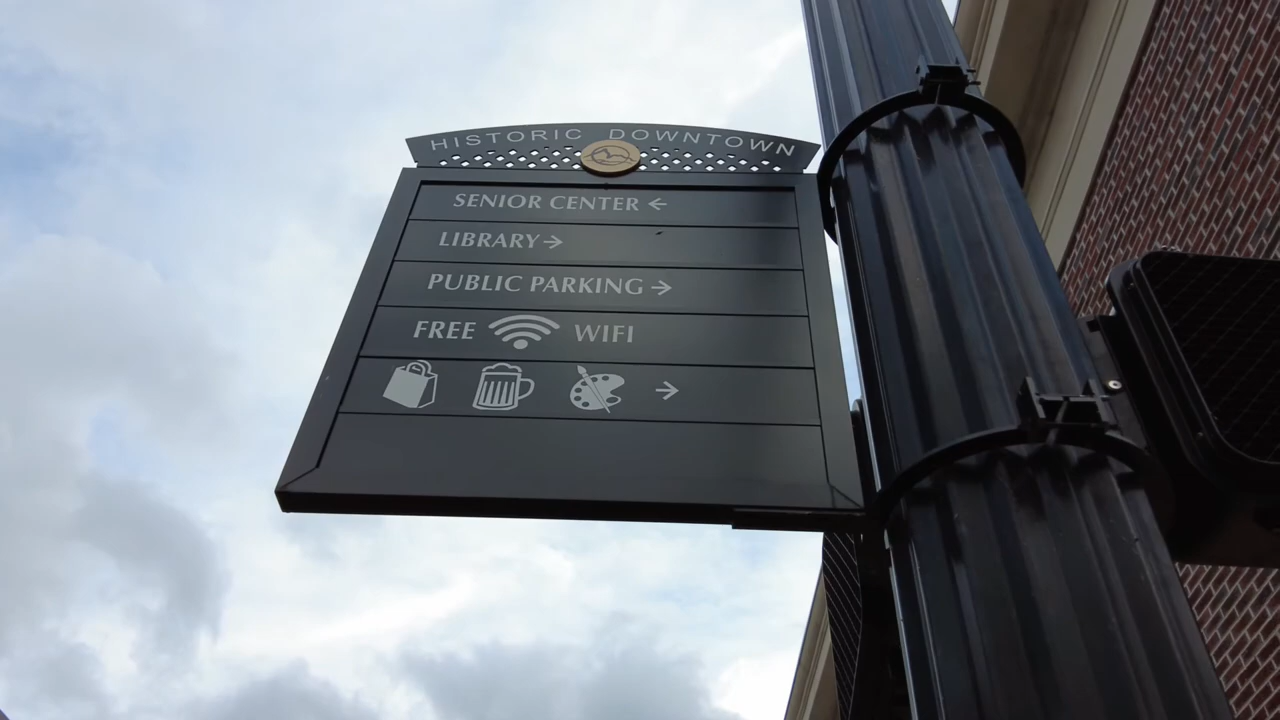 HISTORIC DOWNTOWN
SENIOR CENTER ←
LIBRARY →
PUBLIC PARKING →
FREE WIFI
→